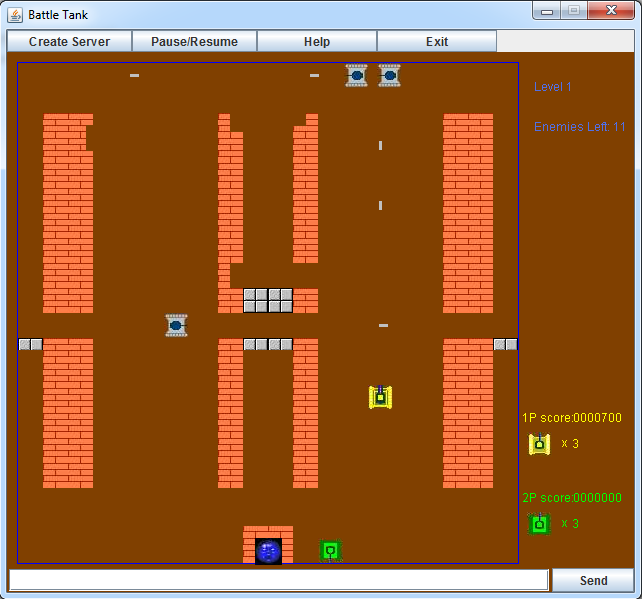 Battle Tank
Create Server Pause/Resume Help Exit
Level 1
Enemies Left: 11
1P score:0000700
x 3
2P score:0000000
x 3
Send